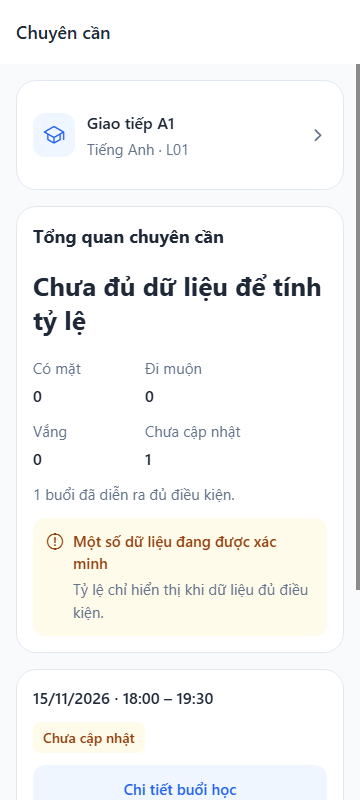 Chuyên cần
Giao tiếp A1
Tiếng Anh · L01
Tổng quan chuyên cần
Chưa đủ dữ liệu để tính
tỷ lệ
Có mặt
Đi muộn
0
0
Vắng
Chưa cập nhật
0
1
1 buổi đã diễn ra đủ điều kiện.
Một số dữ liệu đang được xác
minh
Tỷ lệ chỉ hiển thị khi dữ liệu đủ điều
kiện.
15/11/2026 · 18:00 – 19:30
Chưa cập nhật
Chi tiết buổi học